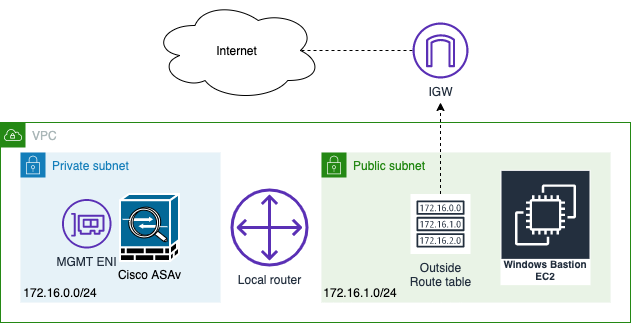 Internet
IGW
VPC
Private subnet
Public subnet
172.16.0.0
172.16.1.0
172.16.2.0
MGMT ENI
Cisco ASAv
Local router
Outside
Route table
Windows Bastion
EC2
172.16.0.0/24
172.16.1.0/24